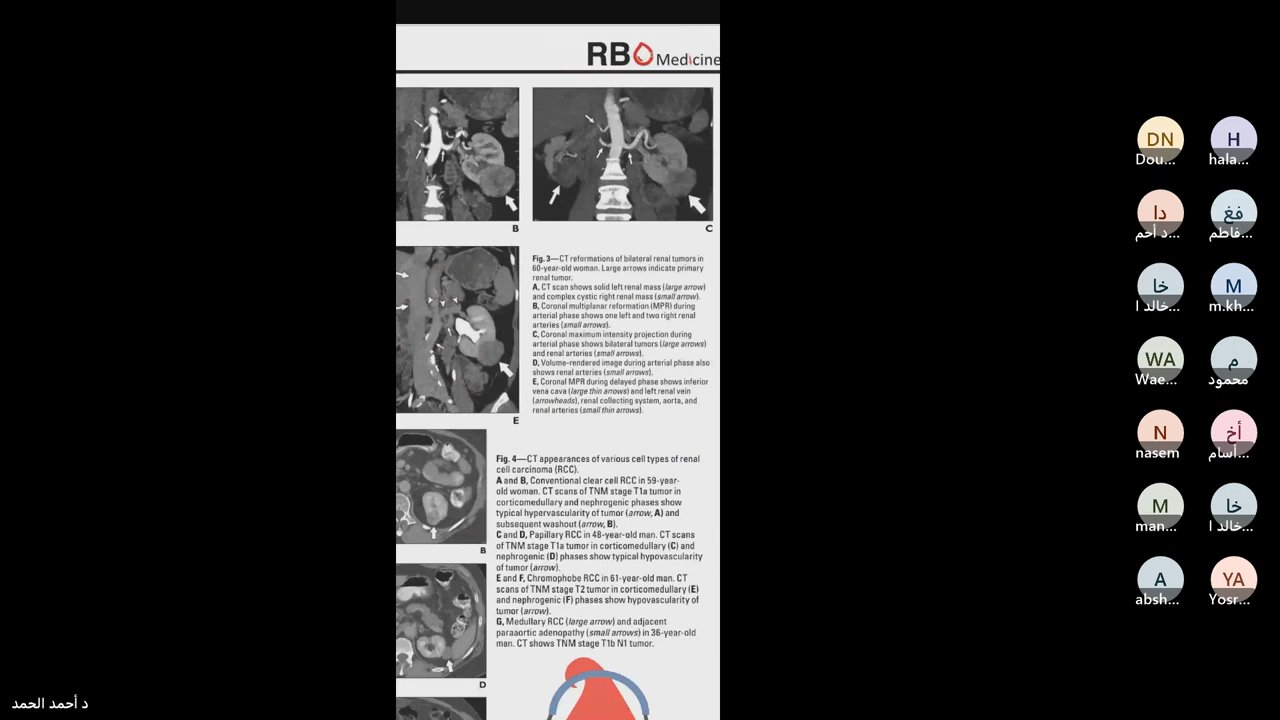 RBO Medicine
B
C
Fig. 3—CT reformations of bilateral renal tumors in
60-year-old woman. Large arrows indicate primary
renal tumor.
A, CT scan shows solid left renal mass (large arrow)
and complex cystic right renal mass (small arrow).
B, Coronal multiplanar reformation (MPR) during
arterial phase shows one left and two right renal
arteries (small arrows).
C, Coronal maximum intensity projection during
arterial phase shows bilateral tumors (large arrows)
and renal arteries (small arrows).
D, Volume-rendered image during arterial phase also
shows renal arteries (small arrows).
E, Coronal MPR during delayed phase shows inferior
vena cava (large thin arrows) and left renal vein
(arrowheads), renal collecting system, aorta, and
renal arteries (small thin arrows).
E
Fig. 4—CT appearances of various cell types of renal
cell carcinoma (RCC).
A and B, Conventional clear cell RCC in 59-year-
old woman. CT scans of TNM stage T1a tumor in
corticomedullary and nephrogenic phases show
typical hypervascularity of tumor (arrow, A) and
subsequent washout (arrow, B).
C and D, Papillary RCC in 48-year-old man. CT scans
of TNM stage T1a tumor in corticomedullary (C) and
nephrogenic (D) phases show typical hypovascularity
of tumor (arrow).
E and F, Chromophobe RCC in 61-year-old man. CT
scans of TNM stage T2 tumor in corticomedullary (E)
and nephrogenic (F) phases show hypovascularity of
tumor (arrow).
G, Medullary RCC (large arrow) and adjacent
paraaortic adenopathy (small arrows) in 36-year-old
man. CT shows TNM stage T1b N1 tumor.
B
D
DN H
Dou... hala...
دا فغ
د أحم... فاطم...
خا M
خالد ا... m.kh...
WA م
Wae... محمود
N أخ
nasem أسام...
M خا
man... خالد ا...
A YA
absh... Yosr...
د أحمد الحمد